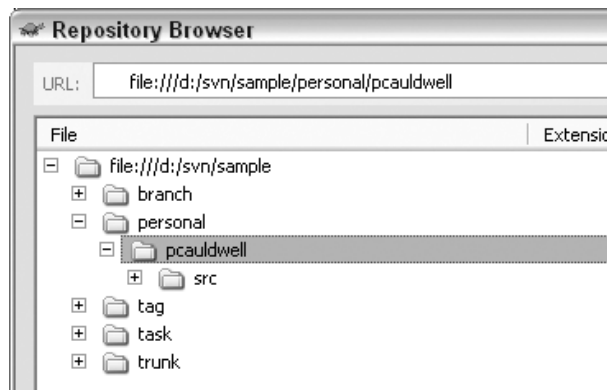 Repository Browser
URL: file:///d:/svn/sample/personal/pcauldwell
File Extensio
file:///d:/svn/sample
branch
personal
pcauldwell
src
tag
task
trunk